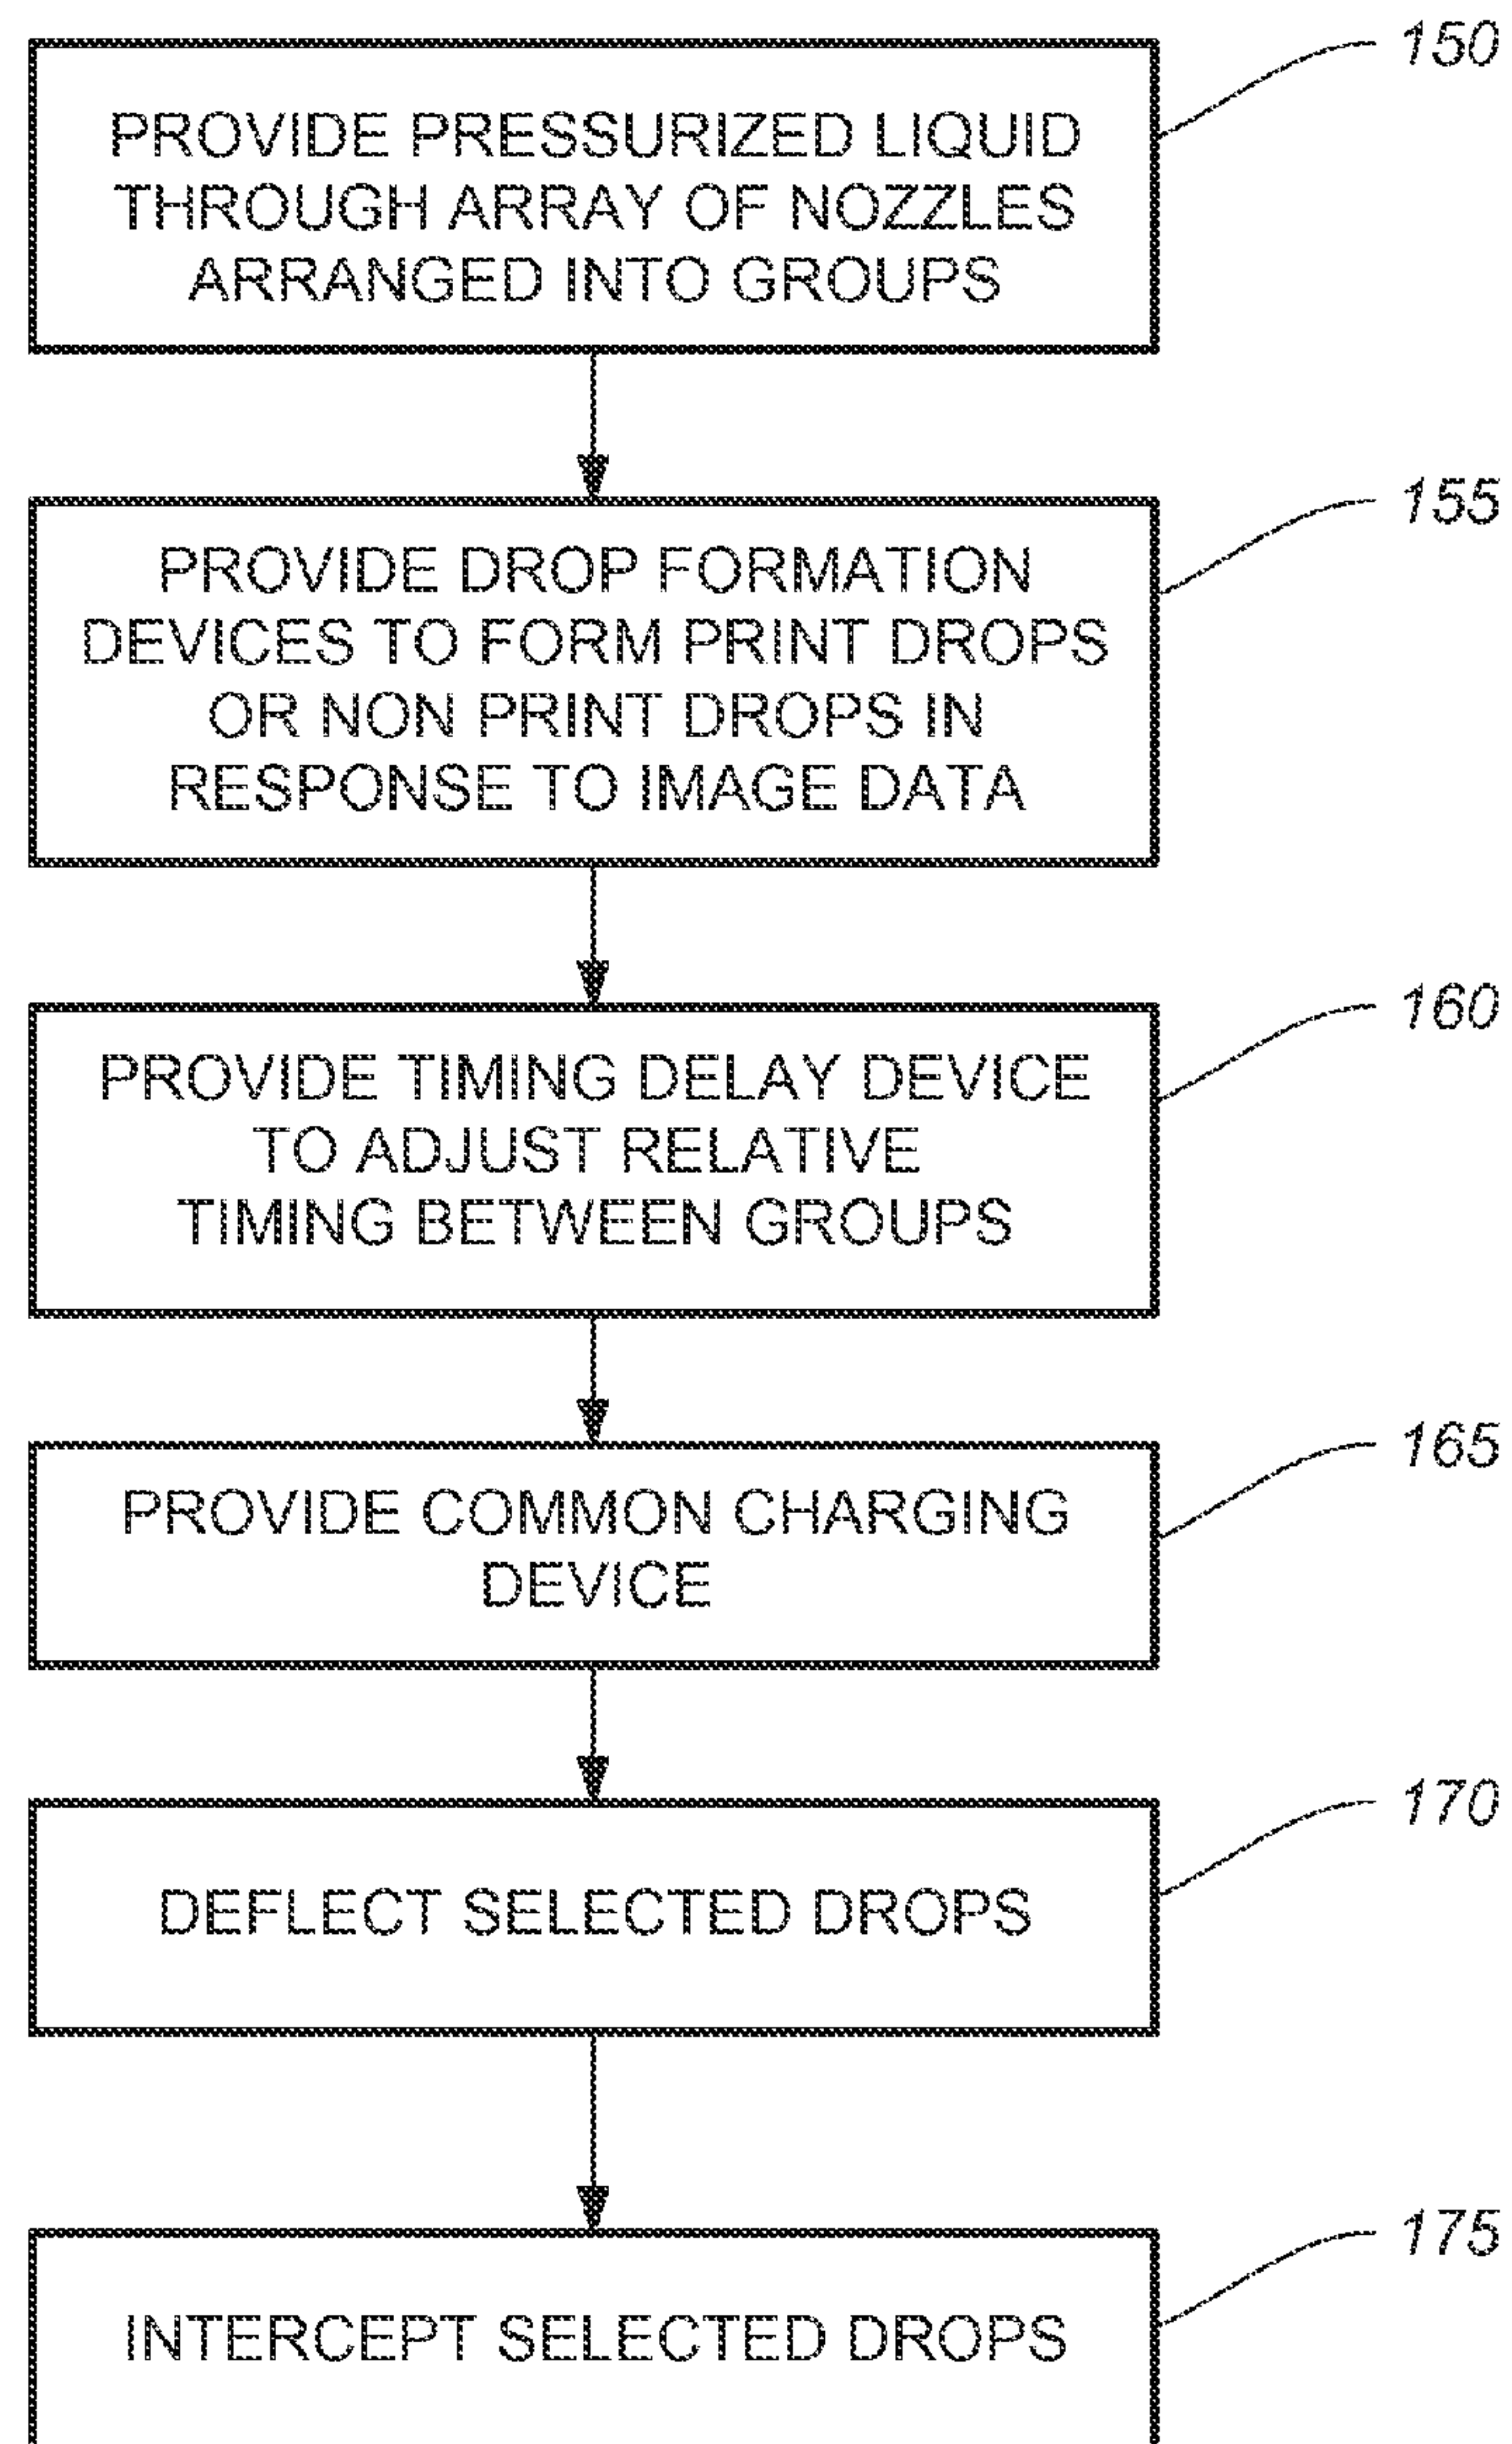 150
PROVIDE PRESSURIZED LIQUID
THROUGH ARRAY OF NOZZLES
ARRANGED INTO GROUPS
155
PROVIDE DROP FORMATION
DEVICES TO FORM PRINT DROPS
OR NON PRINT DROPS IN
RESPONSE TO IMAGE DATA
160
PROVIDE TIMING DELAY DEVICE
TO ADJUST RELATIVE
TIMING BETWEEN GROUPS
165
PROVIDE COMMON CHARGING
DEVICE
170
DEFLECT SELECTED DROPS
175
INTERCEPT SELECTED DROPS